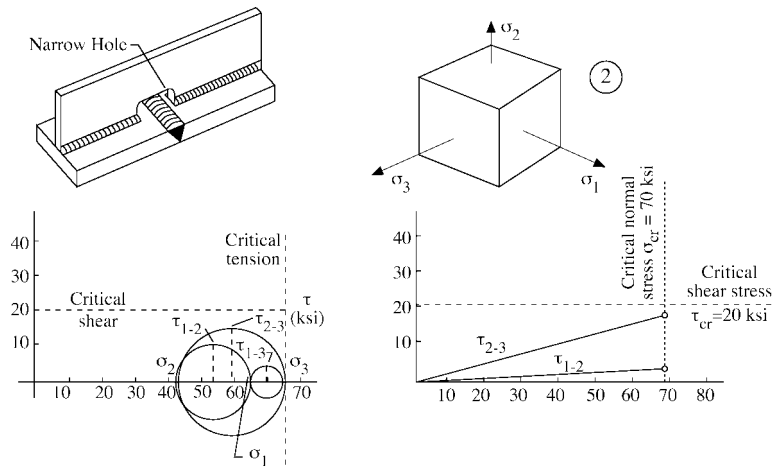 Narrow Hole
σ2
2
σ3
σ1
Critical
tension
40
30
20
10
Critical
shear
τ
(ksi)
τ1-2
τ2-3
τ1-3
σ2
σ3
σ1
10 20 30 40 50 60 70
Critical normal
stress σcr = 70 ksi
40
30
20
10
Critical
shear stress
τcr=20 ksi
τ2-3
τ1-2
10 20 30 40 50 60 70 80